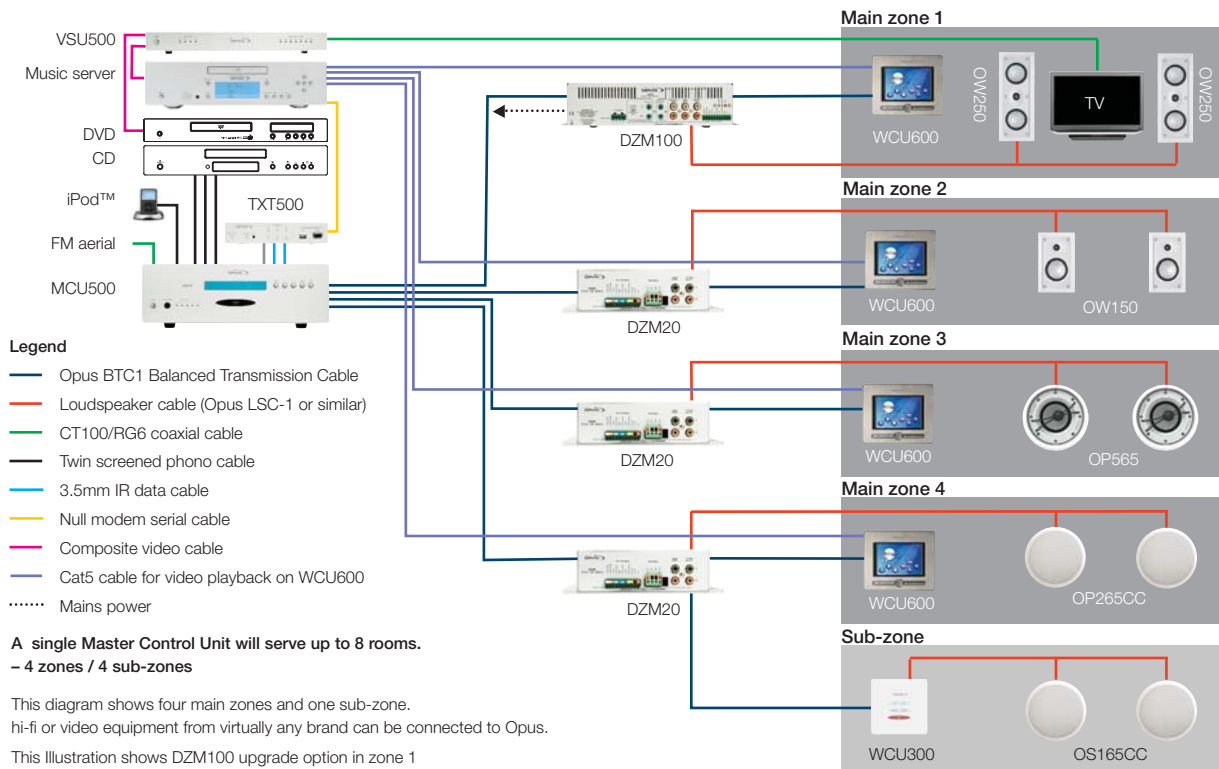 VSU500
Music server
DVD
CD
iPod™
TXT500
FM aerial
MCU500
Legend
Opus BTC1 Balanced Transmission Cable
Loudspeaker cable (Opus LSC-1 or similar)
CT100/RG6 coaxial cable
Twin screened phono cable
3.5mm IR data cable
Null modem serial cable
Composite video cable
Cat5 cable for video playback on WCU600
Mains power
A single Master Control Unit will serve up to 8 rooms.
– 4 zones / 4 sub-zones
This diagram shows four main zones and one sub-zone.
hi-fi or video equipment from virtually any brand can be connected to Opus.
This Illustration shows DZM100 upgrade option in zone 1
DZM100
DZM20
DZM20
DZM20
Main zone 1
WCU600
OW250
TV
OW250
Main zone 2
WCU600
OW150
Main zone 3
WCU600
OP565
Main zone 4
WCU600
OP265CC
Sub-zone
WCU300
OS165CC